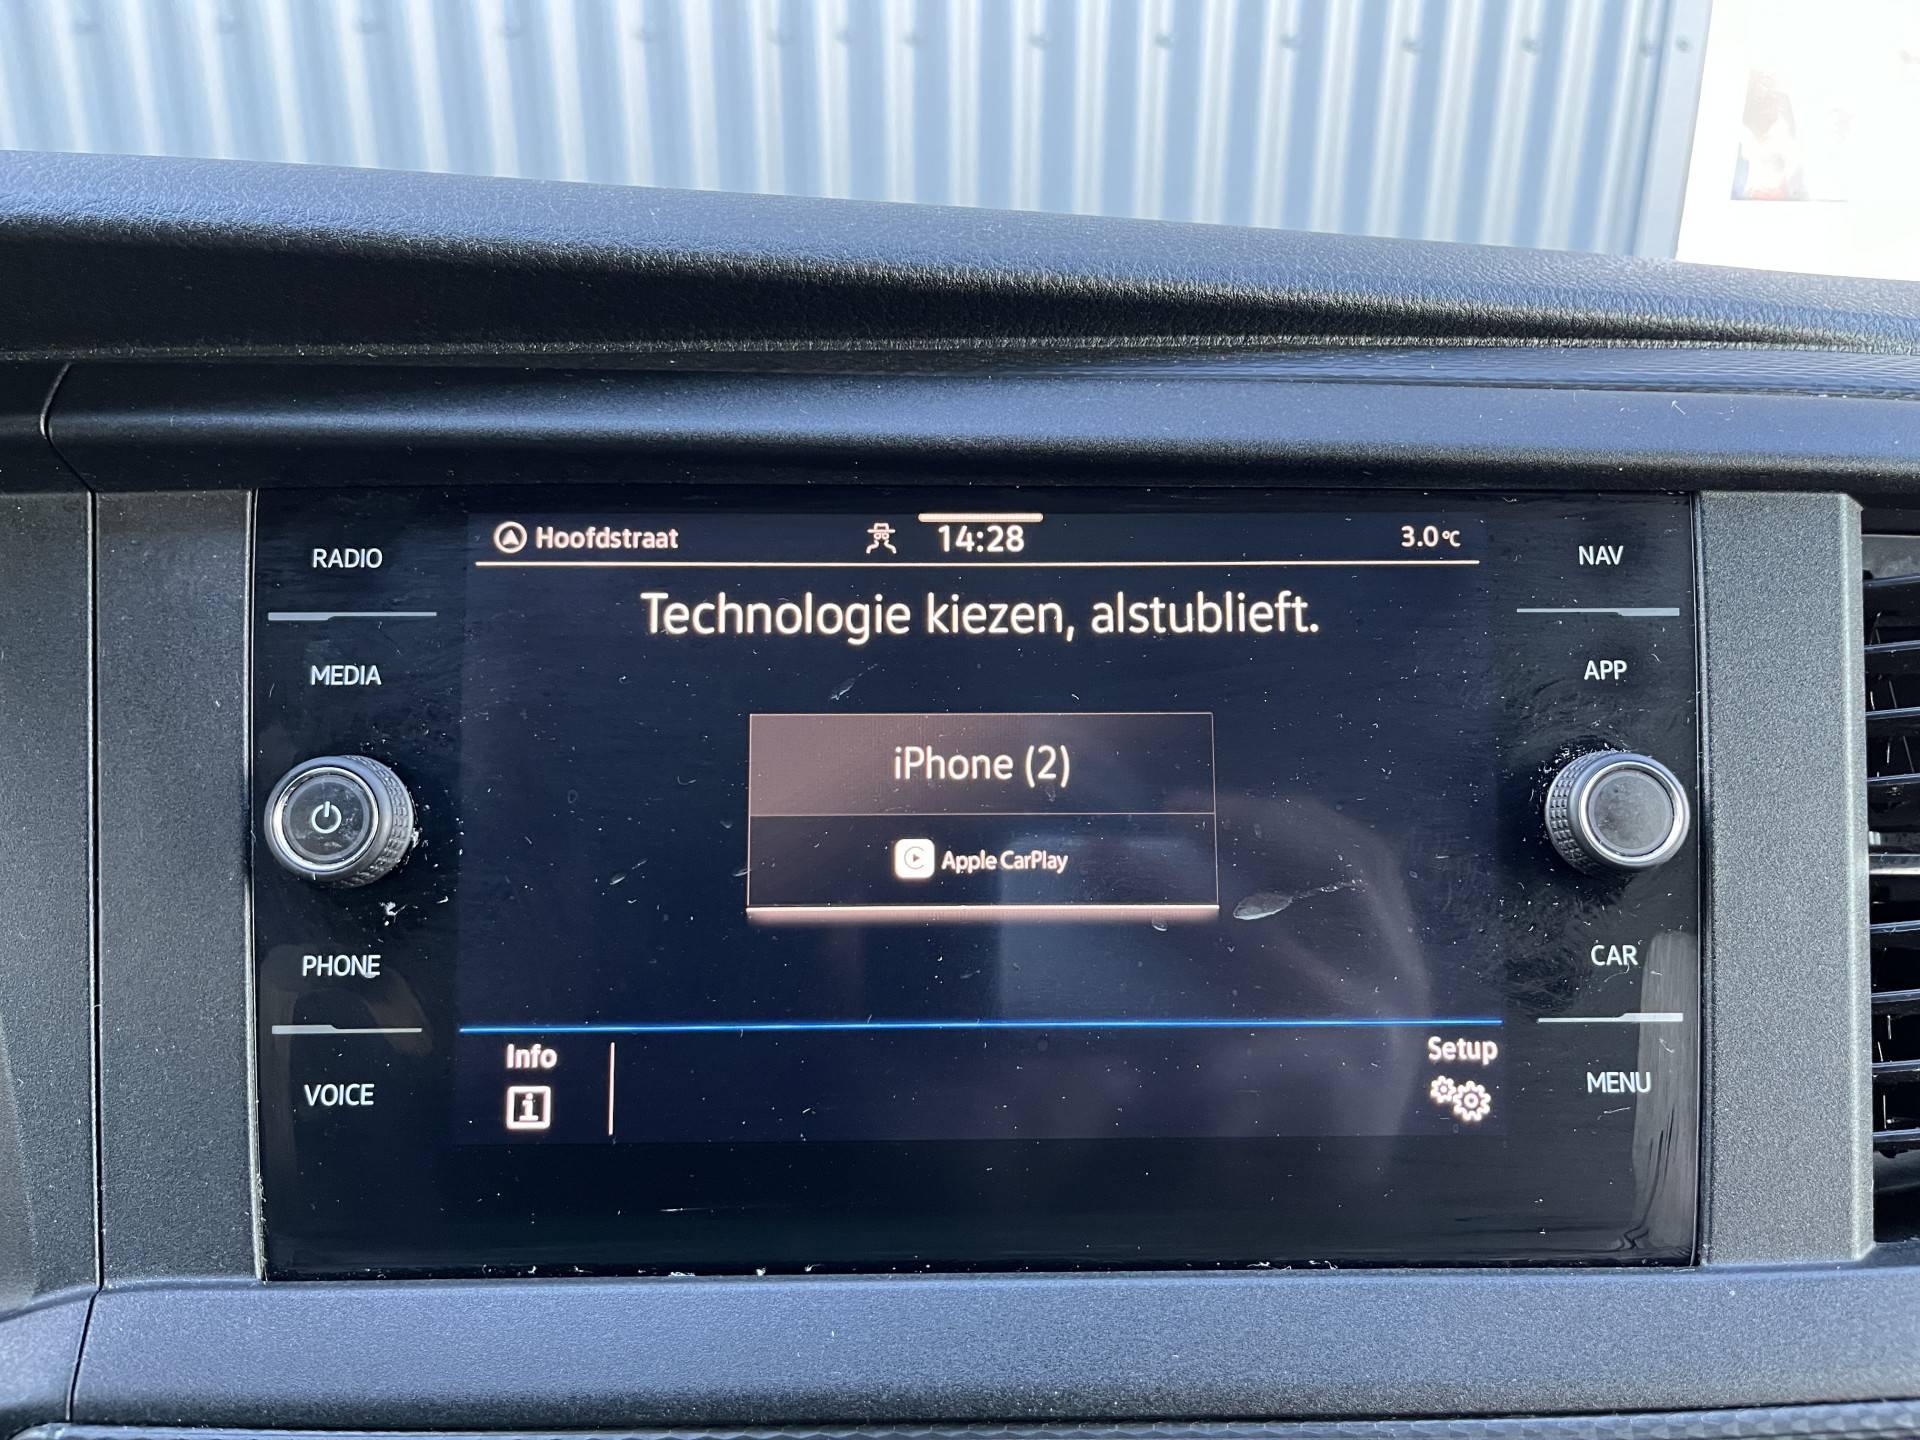 RADIO
MEDIA
PHONE
VOICE
Hoofdstraat 14:28 3.0°C
Technologie kiezen, alstublieft.
iPhone (2)
Apple CarPlay
Info
Setup
NAV
APP
CAR
MENU